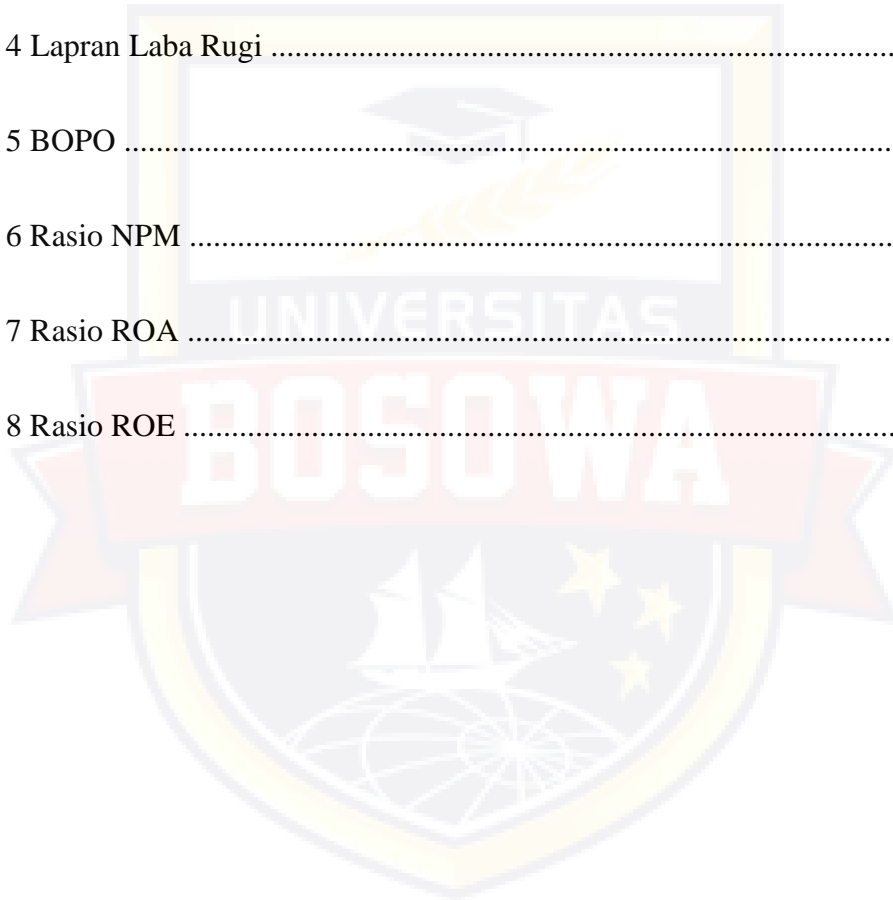 4 Lapran Laba Rugi ................................................................................
5 BOPO ................................................................................................
6 Rasio NPM ........................................................................................
7 Rasio ROA ........................................................................................
8 Rasio ROE .........................................................................................
UNIVERSITAS
BOSOWA